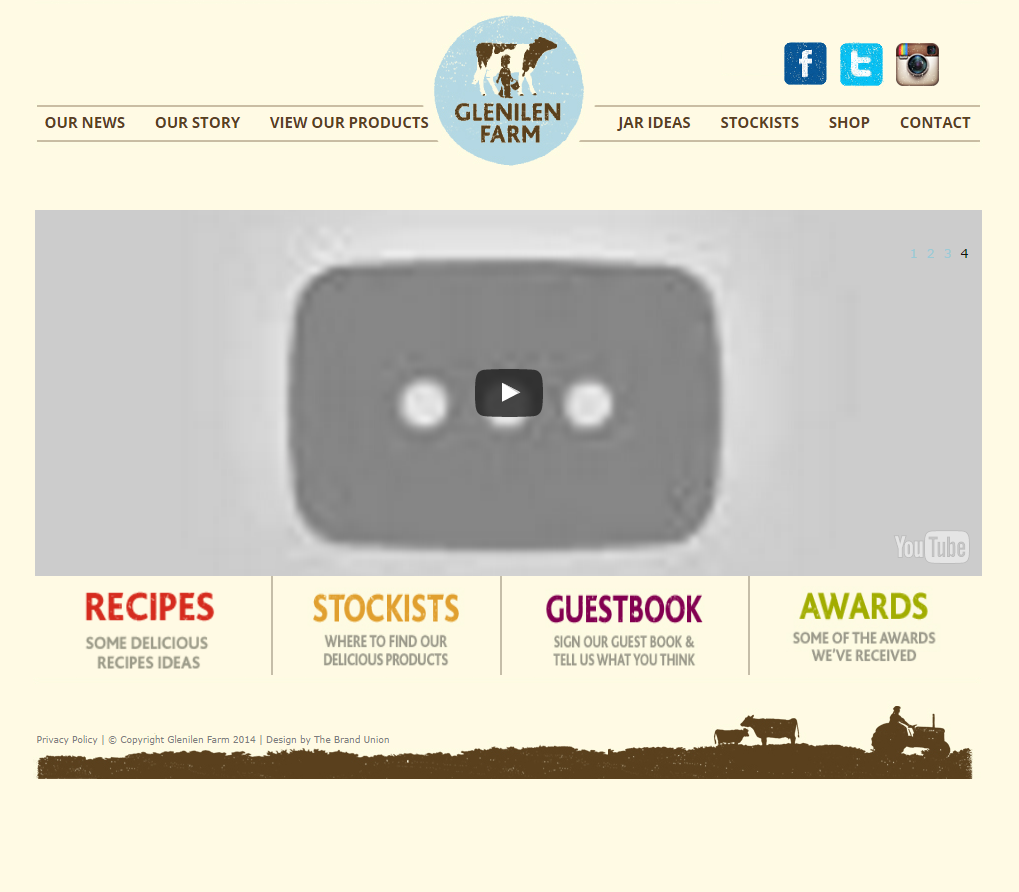 GLENILEN
FARM
OUR NEWS
OUR STORY
VIEW OUR PRODUCTS
JAR IDEAS
STOCKISTS
SHOP
CONTACT
1 2 3 4
YouTube
RECIPES
SOME DELICIOUS
RECIPES IDEAS
STOCKISTS
WHERE TO FIND OUR
DELICIOUS PRODUCTS
GUESTBOOK
SIGN OUR GUEST BOOK &
TELL US WHAT YOU THINK
AWARDS
SOME OF THE AWARDS
WE'VE RECEIVED
Privacy Policy | © Copyright Glenilen Farm 2014 | Design by The Brand Union